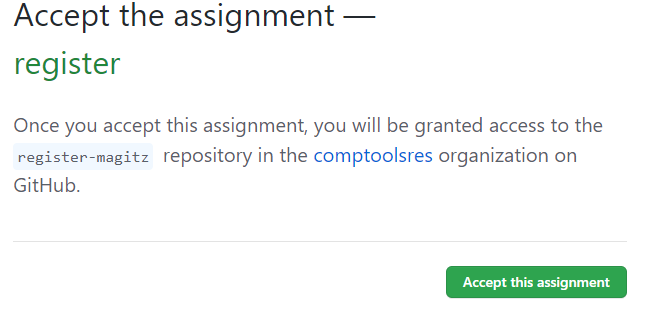 Accept the assignment —
register
Once you accept this assignment, you will be granted access to the
register-magitz repository in the comptoolsres organization on
GitHub.
Accept this assignment